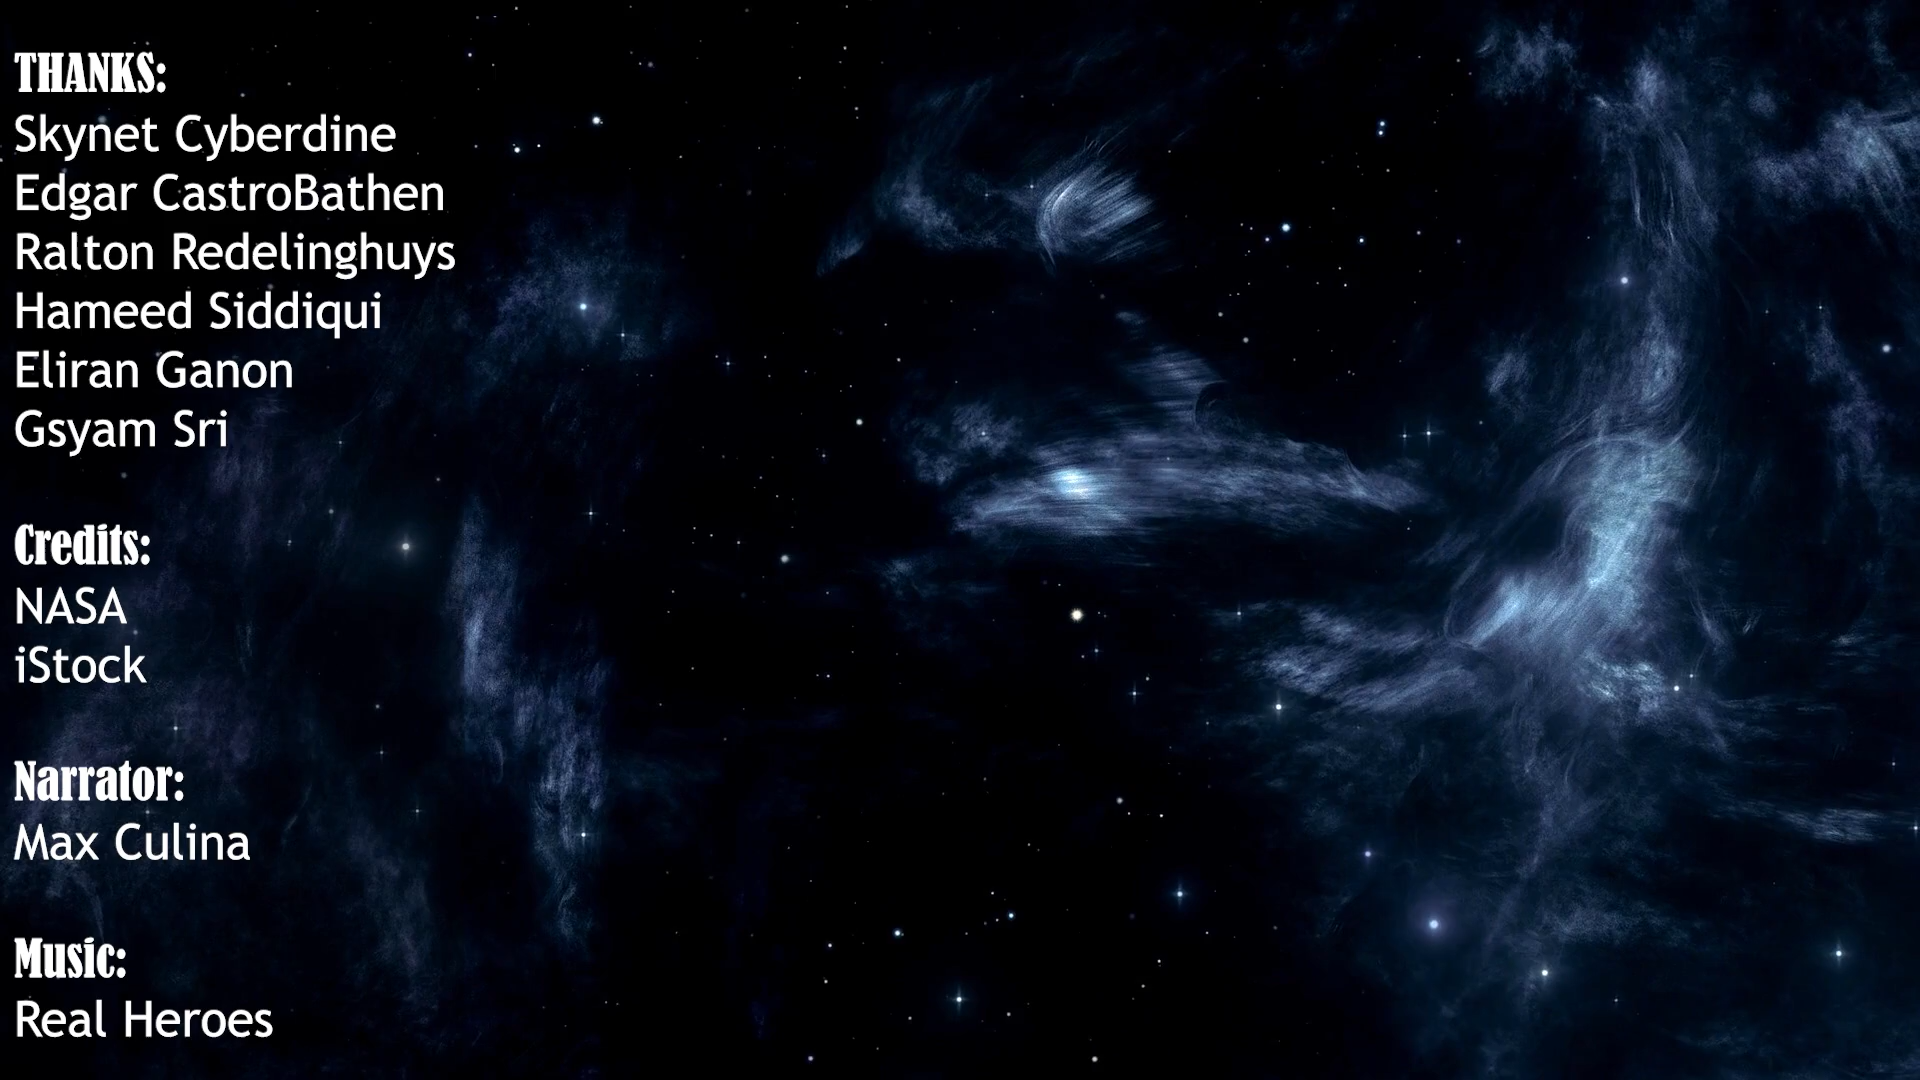 THANKS:
Skynet Cyberdine
Edgar CastroBathen
Ralton Redelinghuys
Hameed Siddiqui
Eliran Ganon
Gsyam Sri
Credits:
NASA
iStock
Narrator:
Max Culina
Music:
Real Heroes